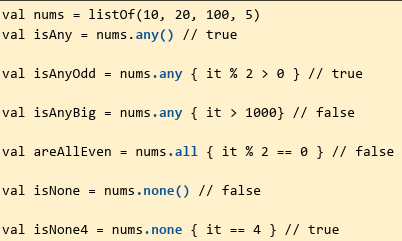 val nums = listOf(10, 20, 100, 5)
val isAny = nums.any() // true
val isAnyOdd = nums.any { it % 2 > 0 } // true
val isAnyBig = nums.any { it > 1000} // false
val areAllEven = nums.all { it % 2 == 0 } // false
val isNone = nums.none() // false
val isNone4 = nums.none { it == 4 } // true